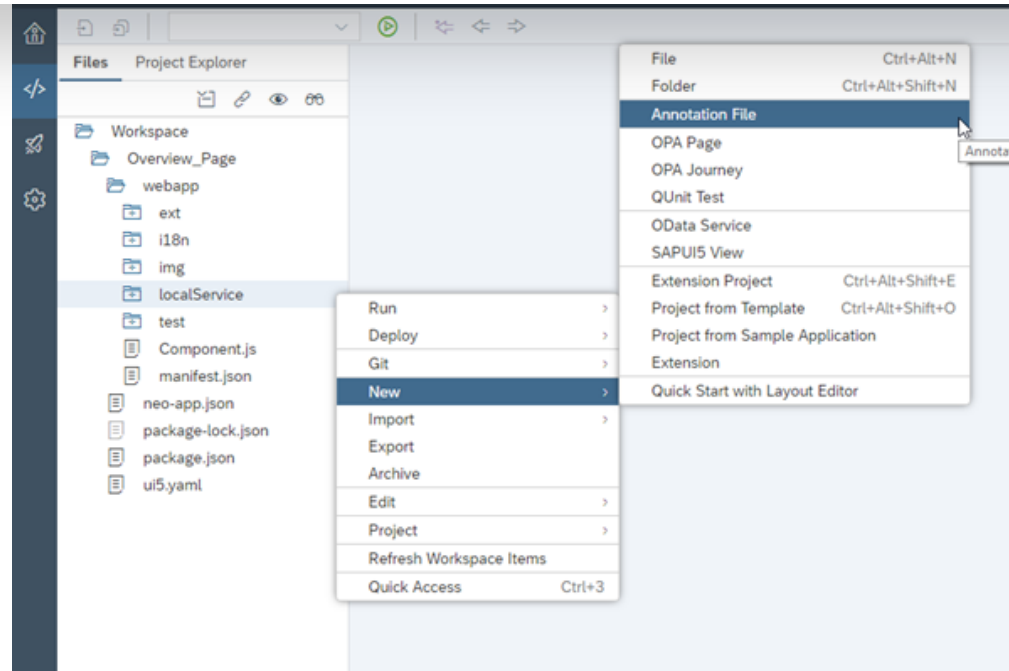 Files Project Explorer
Workspace
Overview_Page
webapp
ext
i18n
img
localService
test
Component.js
manifest.json
neo-app.json
package-lock.json
package.json
ui5.yaml
Run
Deploy
Git
New
Import
Export
Archive
Edit
Project
Refresh Workspace Items
Quick Access Ctrl+3
File Ctrl+Alt+N
Folder Ctrl+Alt+Shift+N
Annotation File
OPA Page
OPA Journey
QUnit Test
OData Service
SAPUI5 View
Extension Project Ctrl+Alt+Shift+E
Project from Template Ctrl+Alt+Shift+O
Project from Sample Application
Extension
Quick Start with Layout Editor
Annota